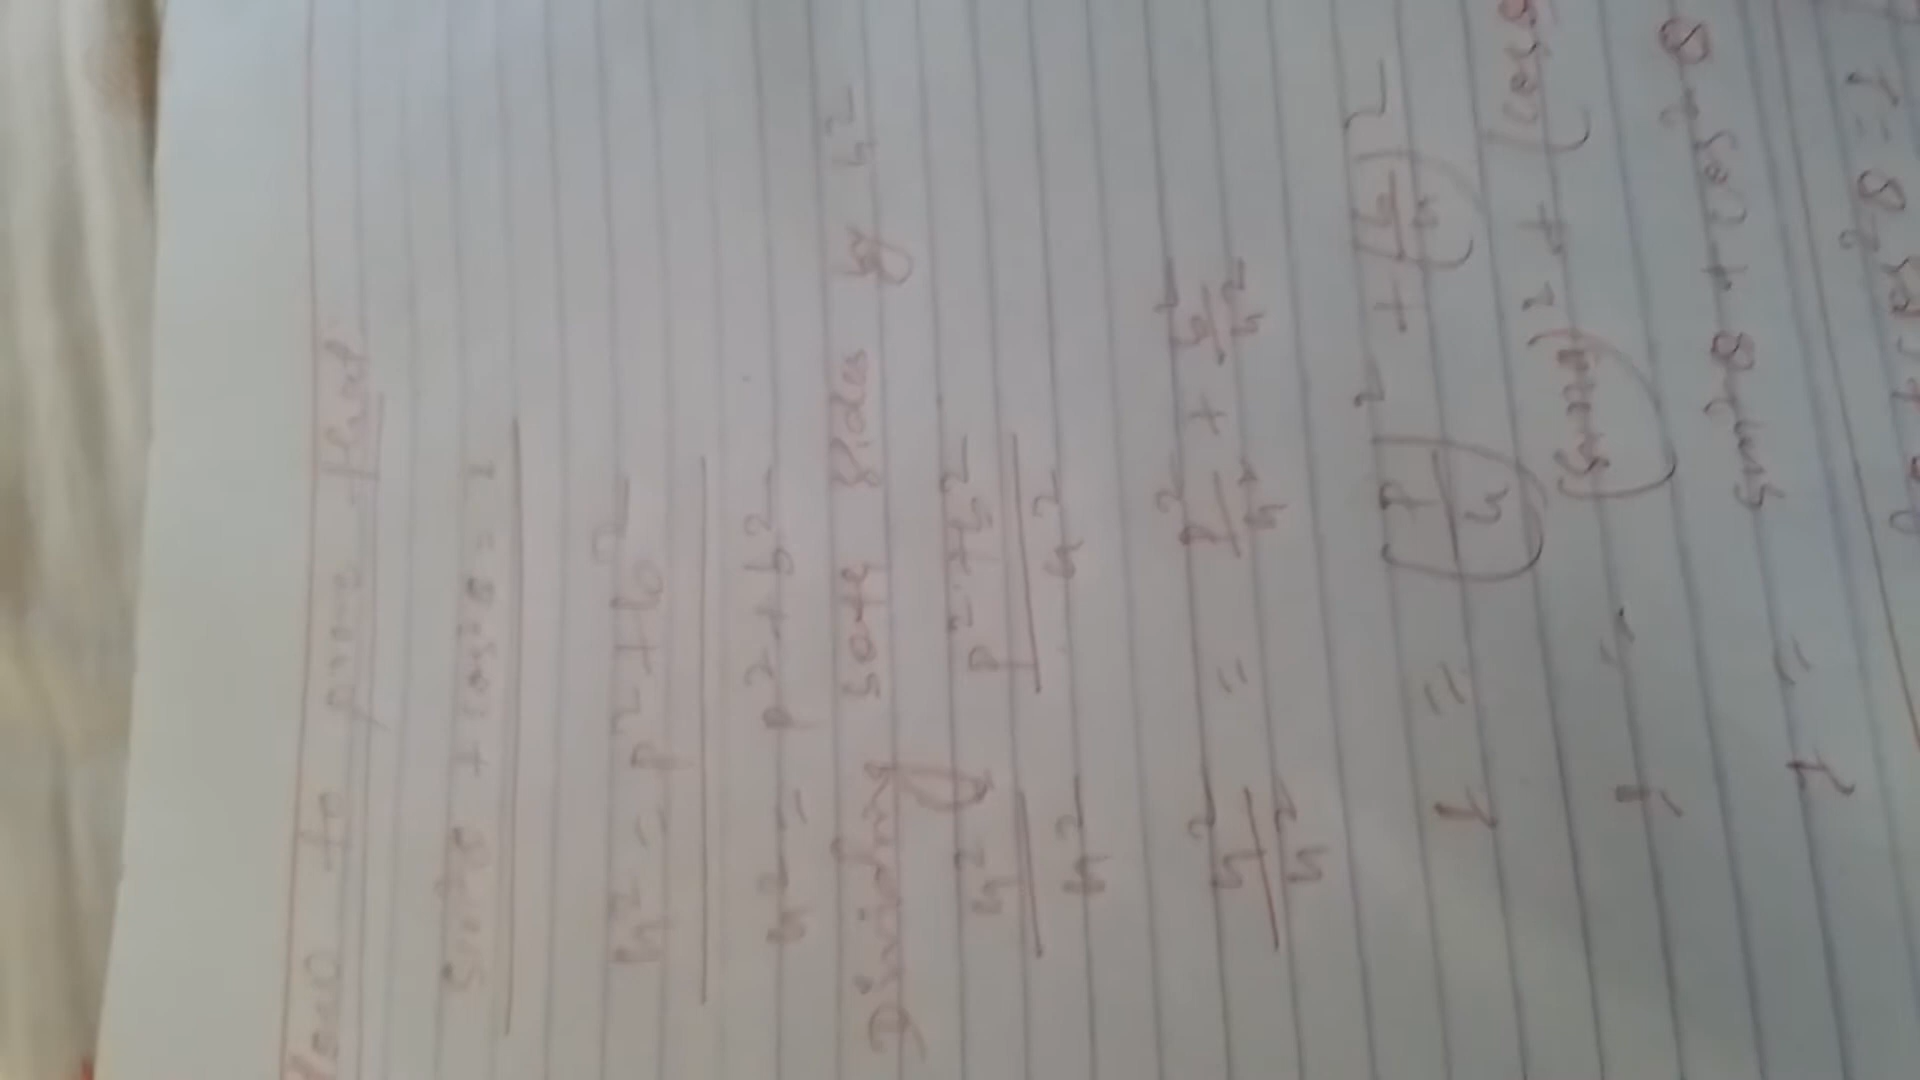 to prove that
sin²θ + cos²θ = 1
h² = p² + b²
h² = p² + b²
Dividing both sides by h²
h²/h² = p² + b²/h²
h²/h² = p²/h² + b²/h²
1 = (p/h)² + (b/h)²
1 = (sinθ)² + (cosθ
1 = sin²θ + cos²θ